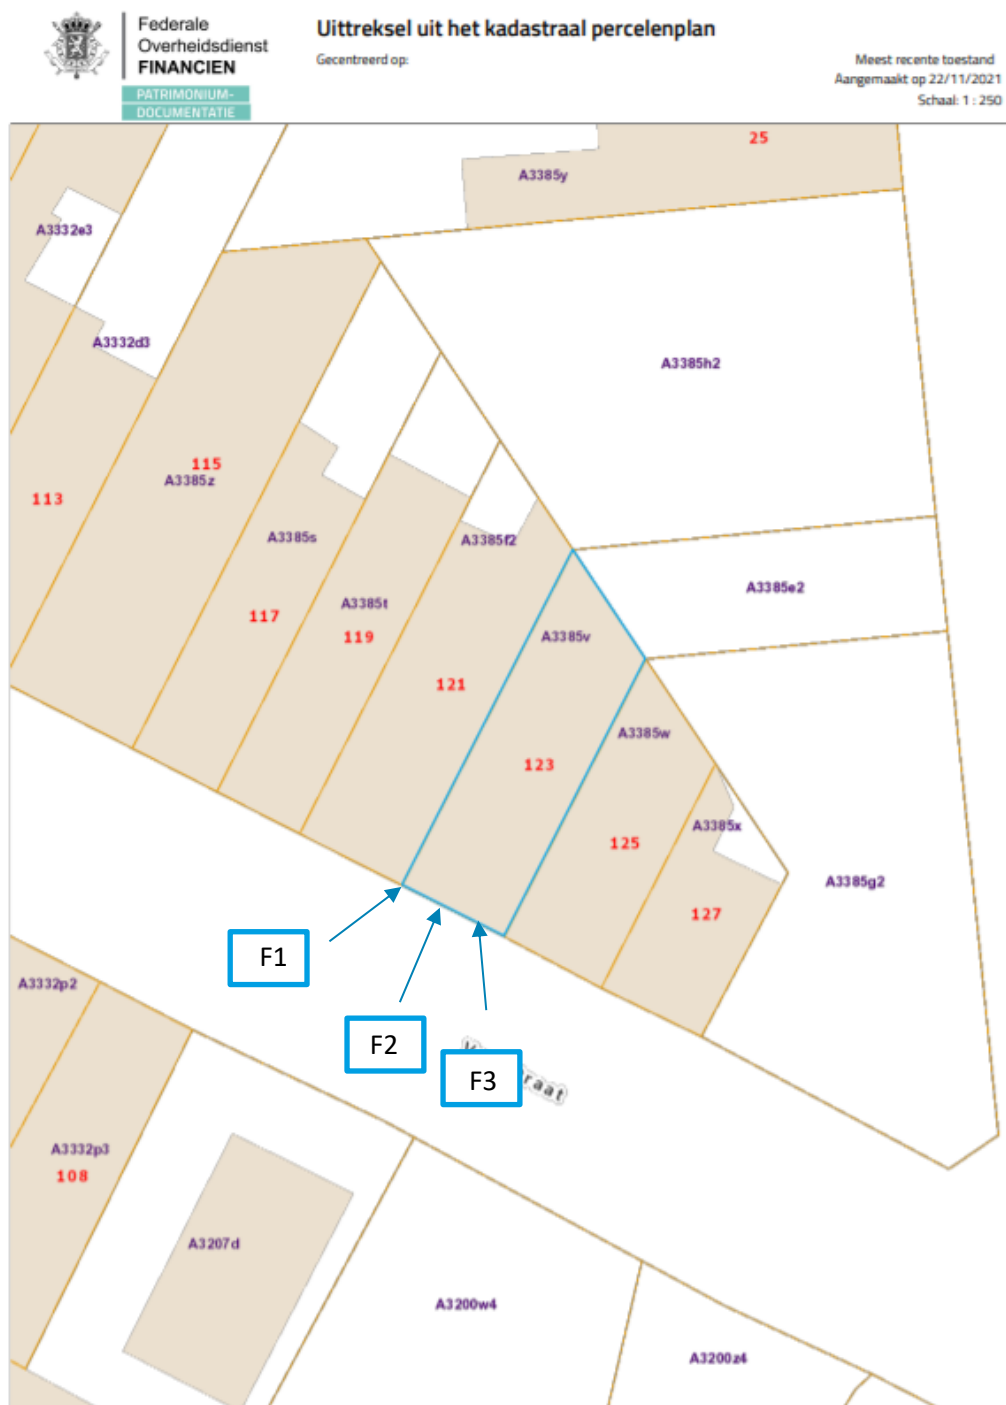 Federale
Overheidsdienst
FINANCIEN
PATRIMONIUM-
DOCUMENTATIE
Uittreksel uit het kadastraal percelenplan
Gecentreerd op:
Meest recente toestand
Aangemaakt op 22/11/2021
Schaal: 1 : 250
25
A3385y
A3332e3
A3332d3
A3385h2
115
A3385z
113
A3385s
A3385f2
A3385e2
A3385t
117
119
A3385v
121
A3385w
123
A3385x
125
A3385g2
127
F1
A3332p2
F2
F3
raat
A3332p3
108
A3207d
A3200w4
A3200z4